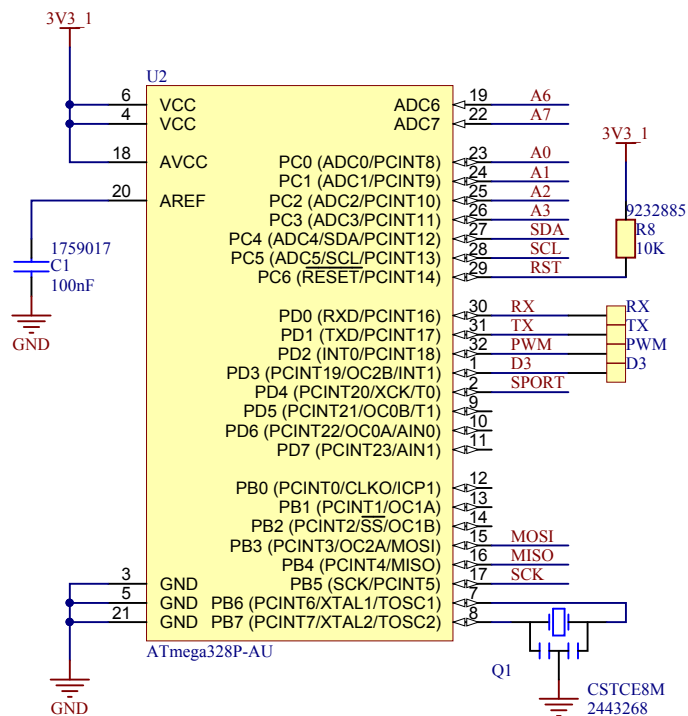 3V3_1
U2
6 VCC ADC6 19 A6
4 VCC ADC7 22 A7
3V3_1
18 AVCC PC0 (ADC0/PCINT8) 23 A0
PC1 (ADC1/PCINT9) 24 A1
20 AREF PC2 (ADC2/PCINT10) 25 A2
PC3 (ADC3/PCINT11) 26 A3
9232885
R8
10K
PC4 (ADC4/SDA/PCINT12) 27 SDA
PC5 (ADC5/SCL/PCINT13) 28 SCL
PC6 (RESET/PCINT14) 29 RST
1759017
C1
100nF
GND
PD0 (RXD/PCINT16) 30 RX RX
PD1 (TXD/PCINT17) 31 TX TX
PD2 (INT0/PCINT18) 32 PWM PWM
PD3 (PCINT19/OC2B/INT1) 1 D3 D3
PD4 (PCINT20/XCK/T0) 2 SPORT
PD5 (PCINT21/OC0B/T1) 9
PD6 (PCINT22/OC0A/AIN0) 10
PD7 (PCINT23/AIN1) 11
PB0 (PCINT0/CLKO/ICP1) 12
PB1 (PCINT1/OC1A) 13
PB2 (PCINT2/SS/OC1B) 14
PB3 (PCINT3/OC2A/MOSI) 15 MOSI
PB4 (PCINT4/MISO) 16 MISO
3 GND PB5 (SCK/PCINT5) 17 SCK
5 GND PB6 (PCINT6/XTAL1/TOSC1) 7
21 GND PB7 (PCINT7/XTAL2/TOSC2) 8
ATmega328P-AU
GND
Q1
CSTCE8M
2443268